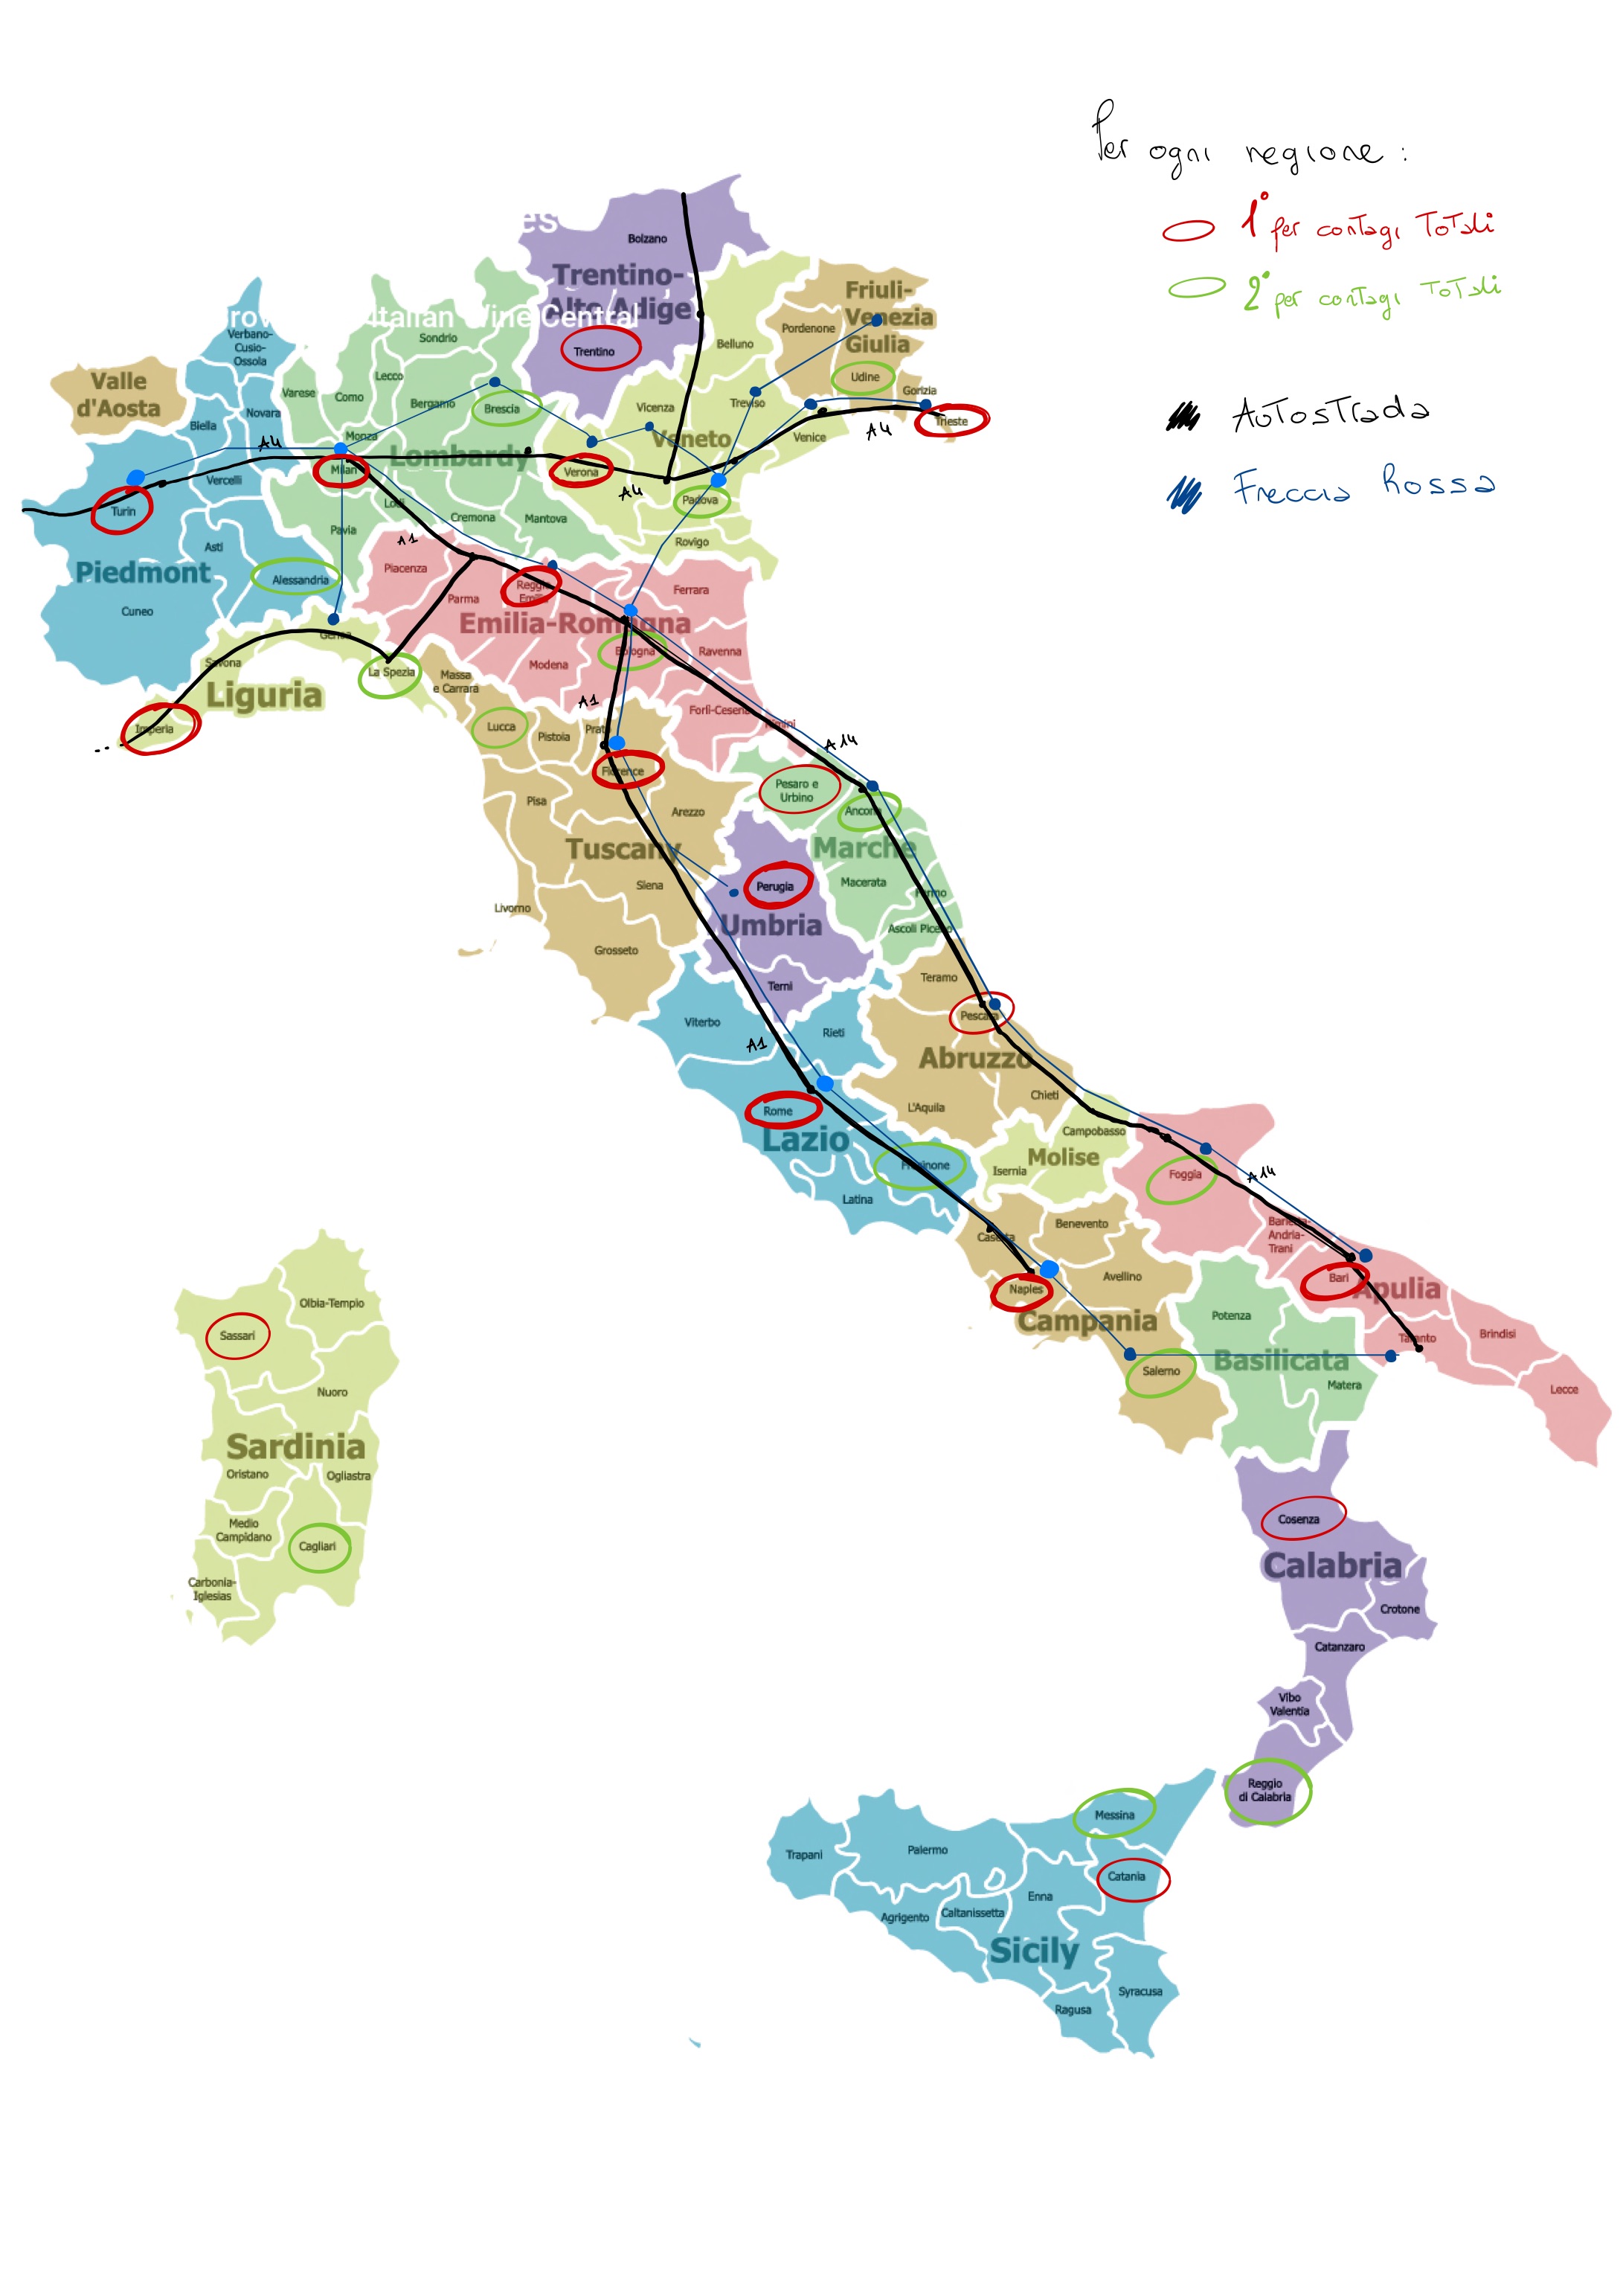 Per ogni regione:
1° per contagi Totali
2° per contagi Totali
Autostrada
Freccia Rossa
es
Bolzano
Trentino-
Alto Adige
Italian Wine Central
Trentino
Friuli-
Venezia
Giulia
Pordenone
Udine
Gorizia
Trieste
Belluno
Treviso
Vicenza
Veneto
Venice
A4
Verona
A4
Padova
Rovigo
Verbano-
Cusio-
Ossola
Valle
d'Aosta
Biella
Novara
A4
Vercelli
Turin
Asti
Piedmont
Alessandria
Cuneo
Sondrio
Lecco
Varese
Como
Bergamo
Brescia
Monza
Lombardy
Milan
Lodi
Pavia
Cremona
Mantova
A1
Piacenza
Parma
Reggio
Emilia
Ferrara
Emilia-Romagna
Bologna
Modena
Ravenna
Forlì-Cesena
Rimini
Genoa
Savona
La Spezia
Liguria
Imperia
Massa
e Carrara
Lucca
Pistoia
Prato
A1
Florence
Pisa
Arezzo
Tuscany
Siena
Livorno
Grosseto
A14
Pesaro e
Urbino
Ancona
Marche
Macerata
Fermo
Ascoli Piceno
Perugia
Umbria
Terni
Viterbo
Rieti
A1
Rome
Lazio
Frosinone
Latina
Teramo
Pescara
Abruzzo
Chieti
L'Aquila
Campobasso
Molise
Isernia
Foggia
A14
Barletta-
Andria-
Trani
Bari
Apulia
Taranto
Brindisi
Lecce
Caserta
Benevento
Avellino
Naples
Campania
Salerno
Potenza
Basilicata
Matera
Sassari
Olbia-Tempio
Nuoro
Sardinia
Oristano
Ogliastra
Medio
Campidano
Cagliari
Carbonia-
Iglesias
Cosenza
Calabria
Crotone
Catanzaro
Vibo
Valentia
Reggio
di Calabria
Messina
Trapani
Palermo
Catania
Enna
Agrigento
Caltanissetta
Sicily
Syracusa
Ragusa